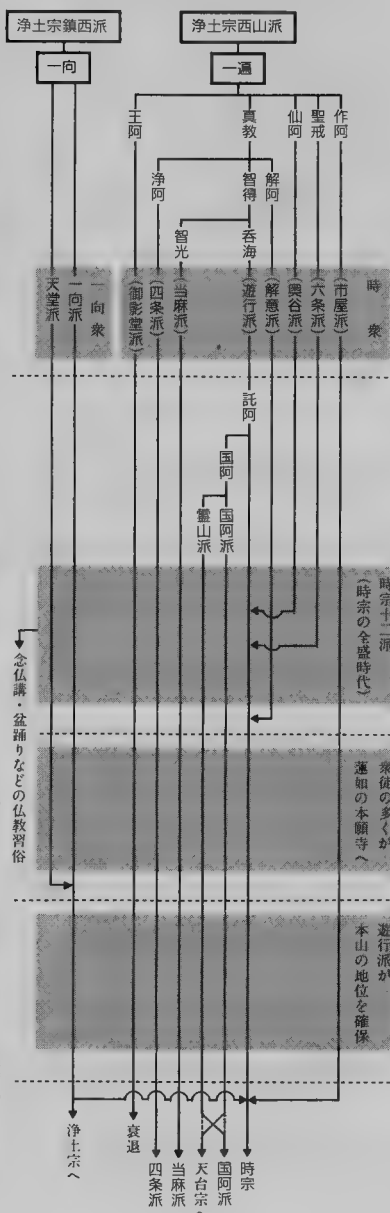 浄土宗鎮西派
浄土宗西山派
一向
一遍
作阿
聖戒
仙阿
真教
王阿
解阿
智得
浄阿
呑海
智光
時衆
（市屋派）
（六条派）
（奥谷派）
（解意派）
（遊行派）
（当麻派）
（四条派）
（御影堂派）
一向衆
一向派
天童派
託阿
国阿
国阿派
霊山派
時宗十二派
（時宗の全盛時代）
念仏講・盆踊りなどの仏教習俗
衆徒の多くが
蓮如の本願寺へ
遊行派が
本山の地位を確保
時宗
国阿派
天台宗へ
当麻派
四条派
衰退
浄土宗へ